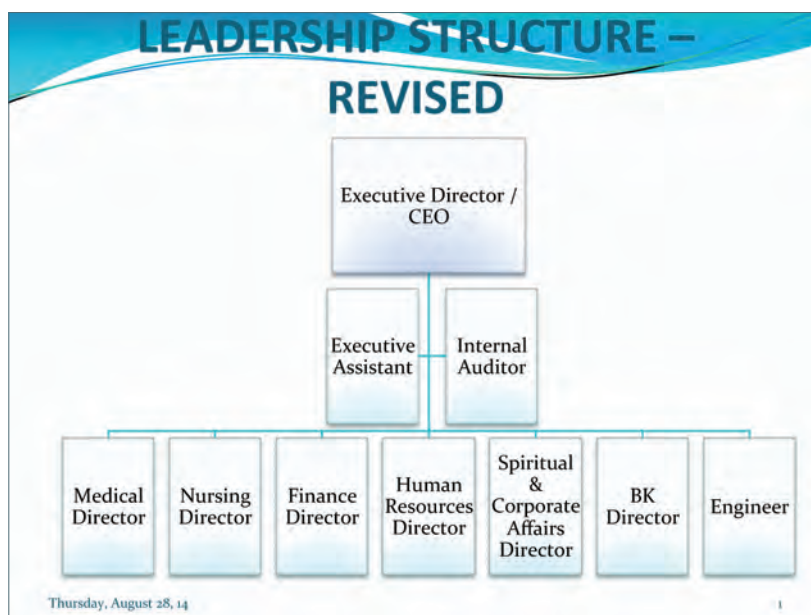 LEADERSHIP STRUCTURE –
REVISED
Executive Director /
CEO
Executive
Assistant
Internal
Auditor
Medical
Director
Nursing
Director
Finance
Director
Human
Resources
Director
Spiritual
&
Corporate
Affairs
Director
BK
Director
Engineer
Thursday, August 28, 14
1